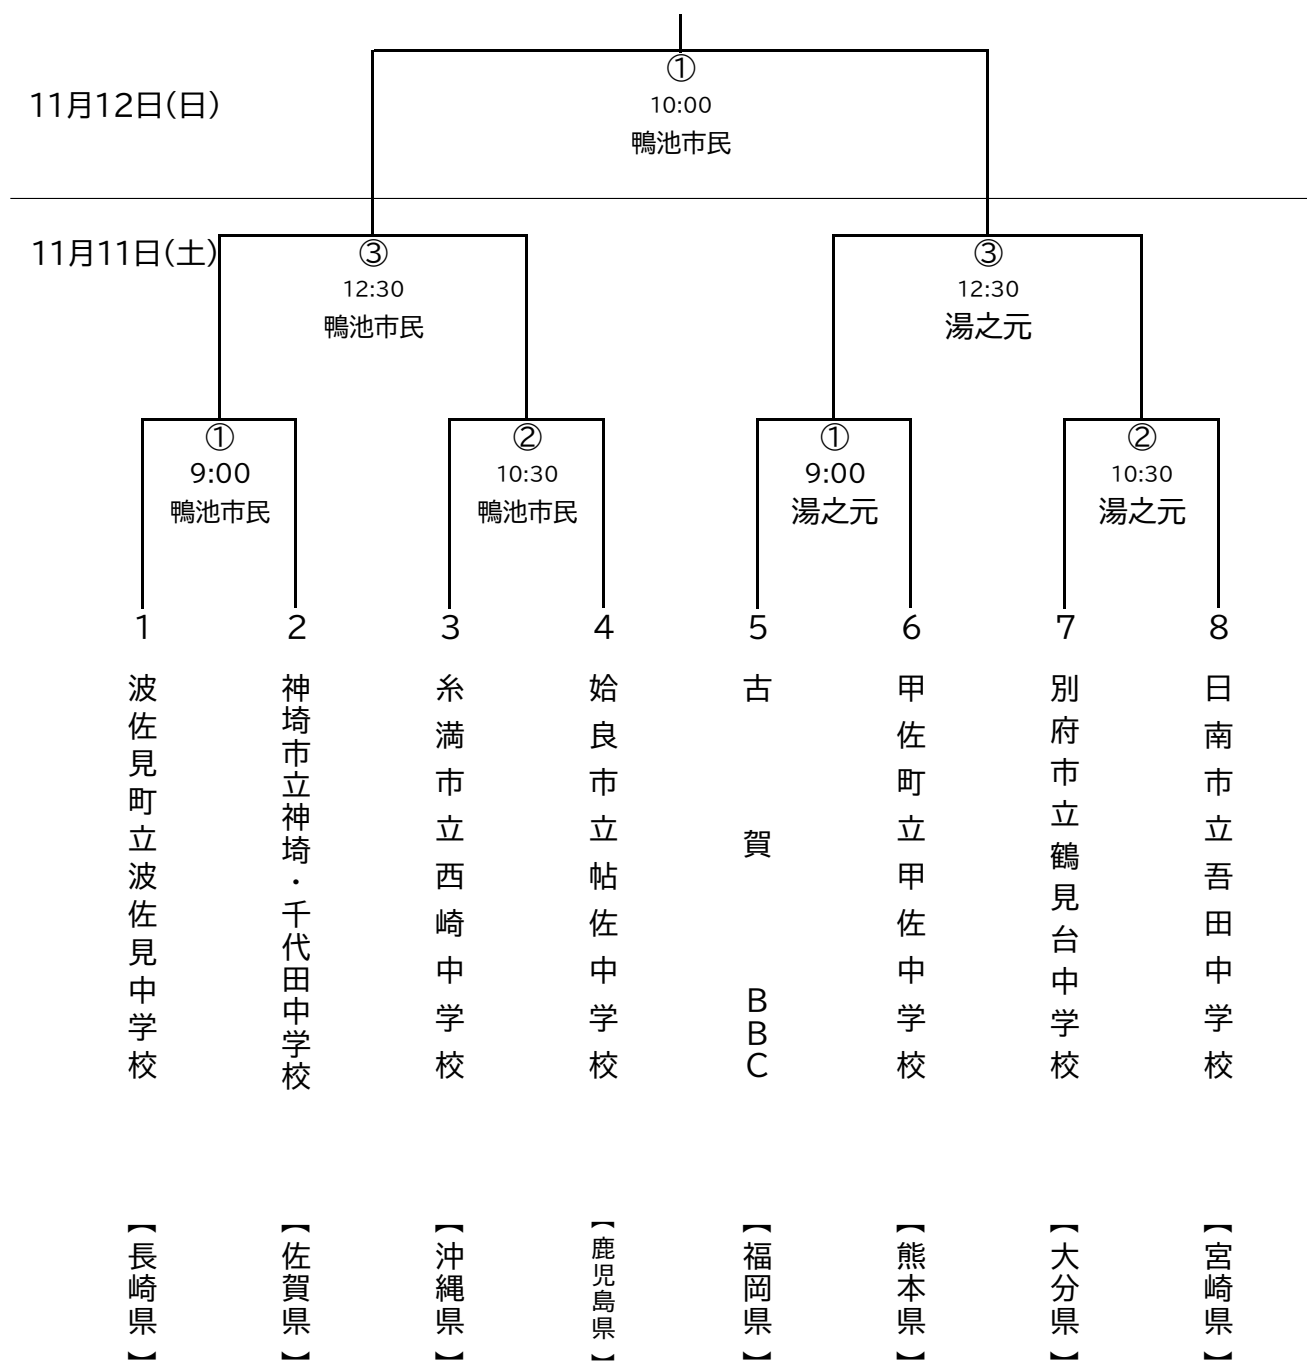 ①
10:00
鴨池市民
11月12日(日)
11月11日(土)
③
12:30
鴨池市民
③
12:30
湯之元
①
9:00
鴨池市民
②
10:30
鴨池市民
①
9:00
湯之元
②
10:30
湯之元
1
波佐見町立波佐見中学校
【長崎県】
2
神埼市立神埼・千代田中学校
【佐賀県】
3
糸満市立西崎中学校
【沖縄県】
4
姶良市立帖佐中学校
【鹿児島県】
5
古賀BBC
【福岡県】
6
甲佐町立甲佐中学校
【熊本県】
7
別府市立鶴見台中学校
【大分県】
8
日南市立吾田中学校
【宮崎県】